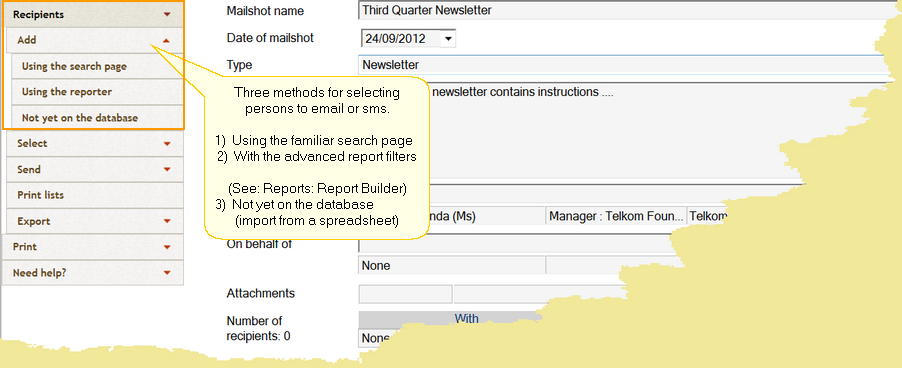 Recipients
Add
Using the search page
Using the reporter
Not yet on the database
Select
Send
Print lists
Export
Print
Need help?
Mailshot name
Third Quarter Newsletter
Date of mailshot
24/09/2012
Type
Newsletter
newsletter contains instructions ....
Three methods for selecting
persons to email or sms.
1) Using the familiar search page
2) With the advanced report filters
(See: Reports: Report Builder)
3) Not yet on the database
(import from a spreadsheet)
nda (Ms)
Manager : Telkom Foun...
Telkom
On behalf of
None
Attachments
Number of
recipients: 0
With
None